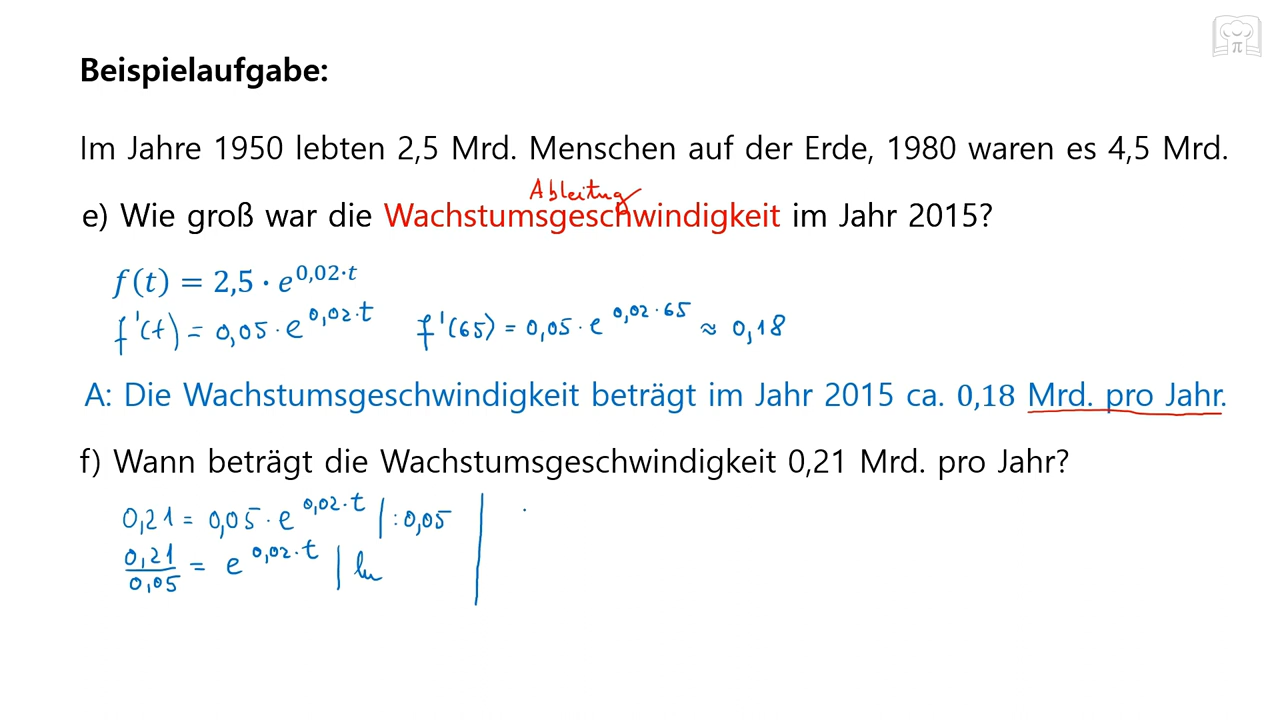 Beispielaufgabe:
Im Jahre 1950 lebten 2,5 Mrd. Menschen auf der Erde, 1980 waren es 4,5 Mrd.
Ableitung
e) Wie groß war die Wachstumsgeschwindigkeit im Jahr 2015?
f(t) = 2,5 · e^{0,02·t}
f'(t) = 0,05 · e^{0,02·t} f'(65) = 0,05 · e^{0,02·65} ≈ 0,18
A: Die Wachstumsgeschwindigkeit beträgt im Jahr 2015 ca. 0,18 Mrd. pro Jahr.
f) Wann beträgt die Wachstumsgeschwindigkeit 0,21 Mrd. pro Jahr?
0,21 = 0,05 · e^{0,02·t} | :0,05
0,21/0,05 = e^{0,02·t} | ln